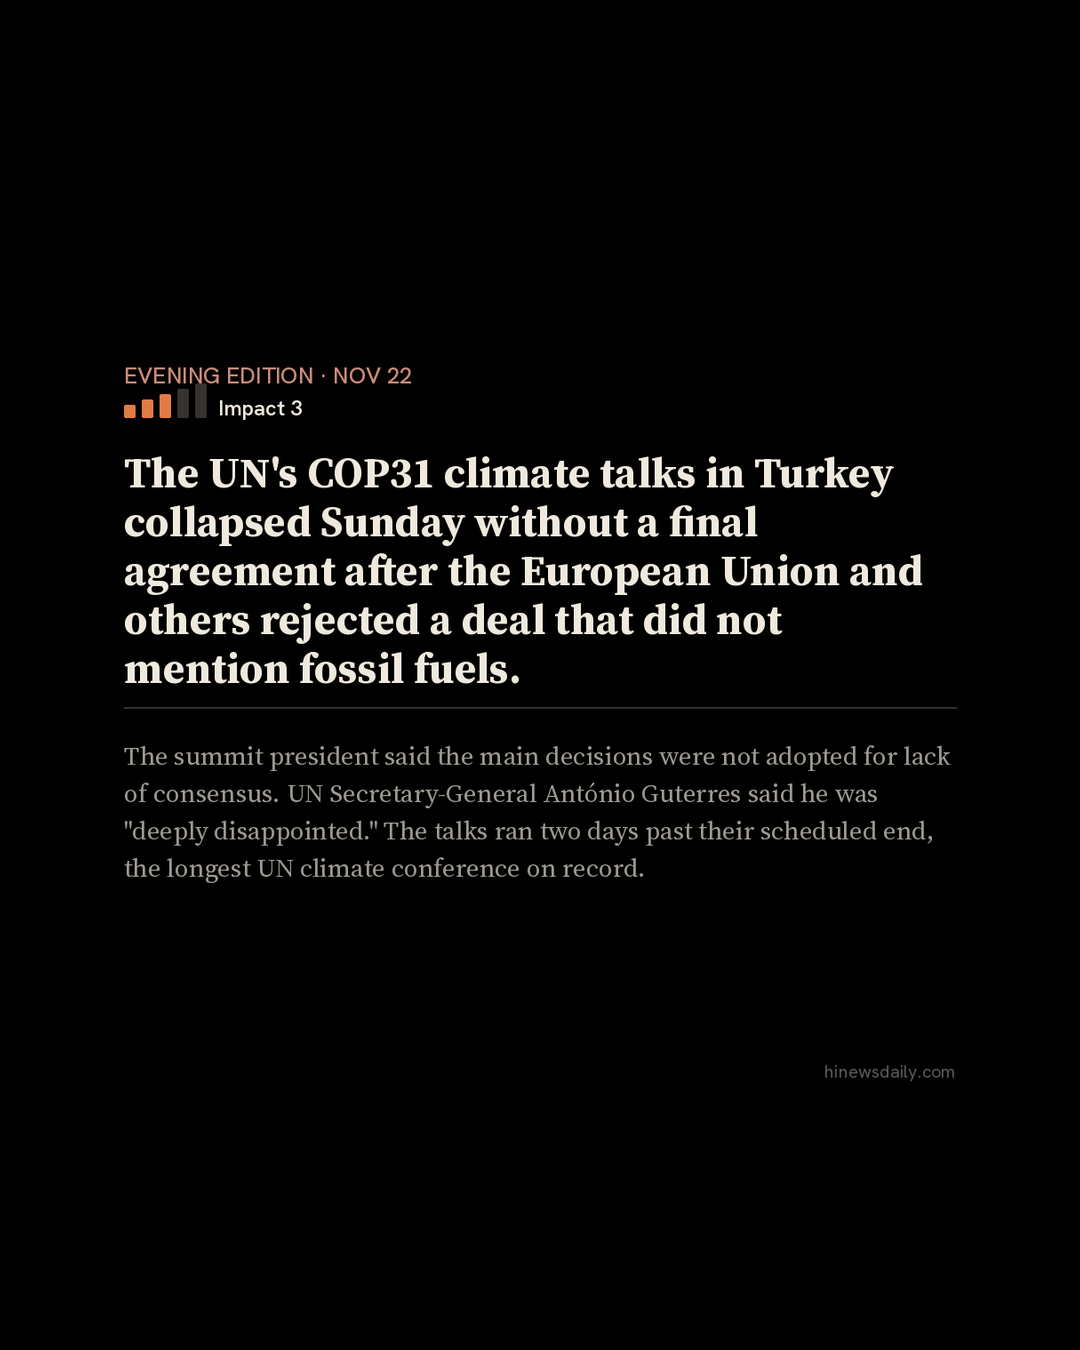 EVENING EDITION · NOV 22
Impact 3
The UN's COP31 climate talks in Turkey
collapsed Sunday without a final
agreement after the European Union and
others rejected a deal that did not
mention fossil fuels.
The summit president said the main decisions were not adopted for lack
of consensus. UN Secretary-General António Guterres said he was
"deeply disappointed." The talks ran two days past their scheduled end,
the longest UN climate conference on record.
hinewsdaily.com